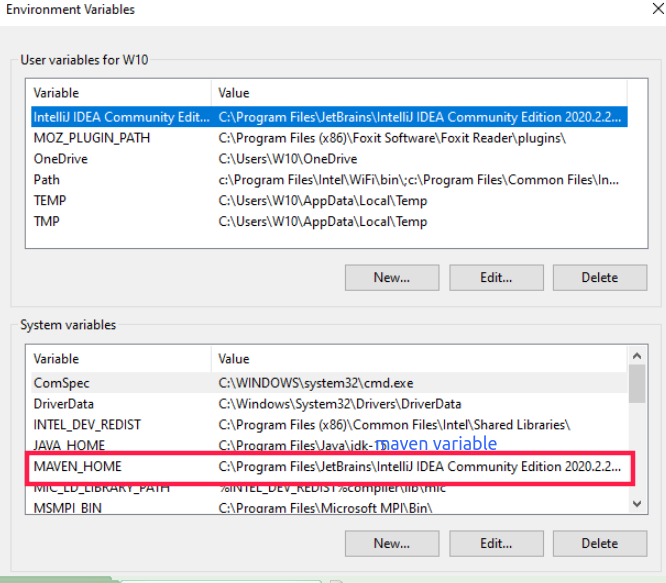 Environment Variables
User variables for W10
Variable Value
IntelliJ IDEA Community Edit... C:\Program Files\JetBrains\IntelliJ IDEA Community Edition 2020.2.2...
MOZ_PLUGIN_PATH C:\Program Files (x86)\Foxit Software\Foxit Reader\plugins\
OneDrive C:\Users\W10\OneDrive
Path c:\Program Files\Intel\WiFi\bin\;c:\Program Files\Common Files\In...
TEMP C:\Users\W10\AppData\Local\Temp
TMP C:\Users\W10\AppData\Local\Temp
New... Edit... Delete
System variables
Variable Value
ComSpec C:\WINDOWS\system32\cmd.exe
DriverData C:\Windows\System32\Drivers\DriverData
INTEL_DEV_REDIST C:\Program Files (x86)\Common Files\Intel\Shared Libraries\
JAVA_HOME C:\Program Files\Java\jdk-15 maven variable
MAVEN_HOME C:\Program Files\JetBrains\IntelliJ IDEA Community Edition 2020.2.2...
MIC_LD_LIBRARY_PATH %INTEL_DEV_REDIST%compiler\lib\mic
MSMPI_BIN C:\Program Files\Microsoft MPI\Bin\
New... Edit... Delete